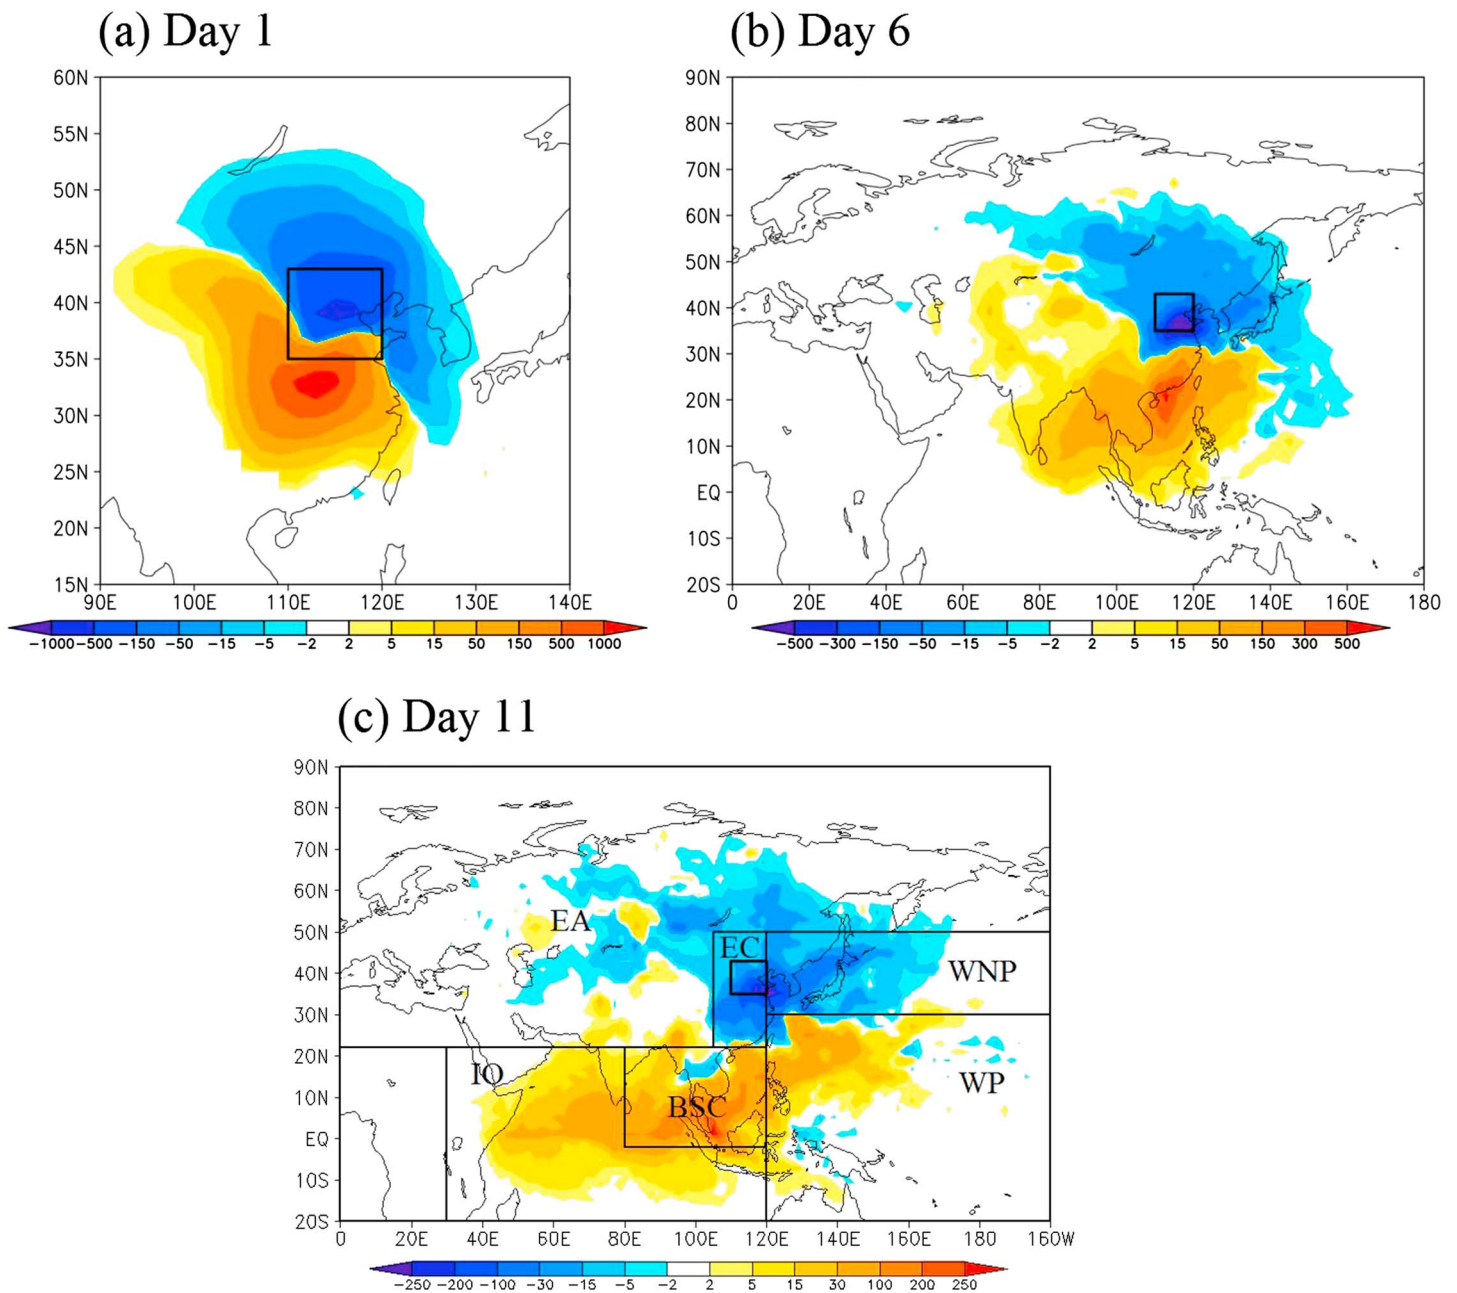 (a) Day 1
(b) Day 6
60N
55N
50N
45N
40N
35N
30N
25N
20N
15N
90E 100E 110E 120E 130E 140E
-1000 -500 -150 -50 -15 -5 -2 2 5 15 50 150 500 1000
90N
80N
70N
60N
50N
40N
30N
20N
10N
EQ
10S
20S
0 20E 40E 60E 80E 100E 120E 140E 160E 180
-500 -300 -150 -50 -15 -5 -2 2 5 15 50 150 300 500
(c) Day 11
90N
80N
70N
60N
50N
40N
30N
20N
10N
EQ
10S
20S
EA
EC
WNP
IO
BSC
WP
0 20E 40E 60E 80E 100E 120E 140E 160E 180 160W
-250 -200 -100 -30 -15 -5 -2 2 5 15 30 100 200 250